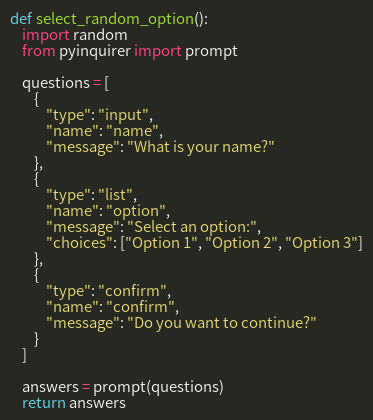 def select_random_option():
    import random
    from pyinquirer import prompt

    questions = [
        {
            "type": "input",
            "name": "name",
            "message": "What is your name?"
        },
        {
            "type": "list",
            "name": "option",
            "message": "Select an option:",
            "choices": ["Option 1", "Option 2", "Option 3"]
        },
        {
            "type": "confirm",
            "name": "confirm",
            "message": "Do you want to continue?"
        }
    ]

    answers = prompt(questions)
    return answers